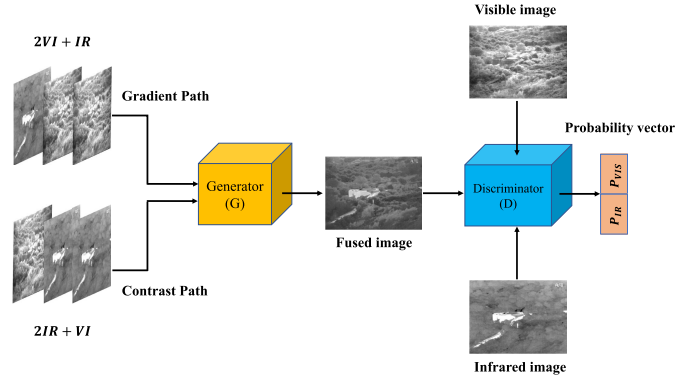 Visible image
2VI + IR
Gradient Path
Probability vector
Generator
(G)
Discriminator
(D)
P_VIS
P_IR
Fused image
Contrast Path
2IR + VI
Infrared image